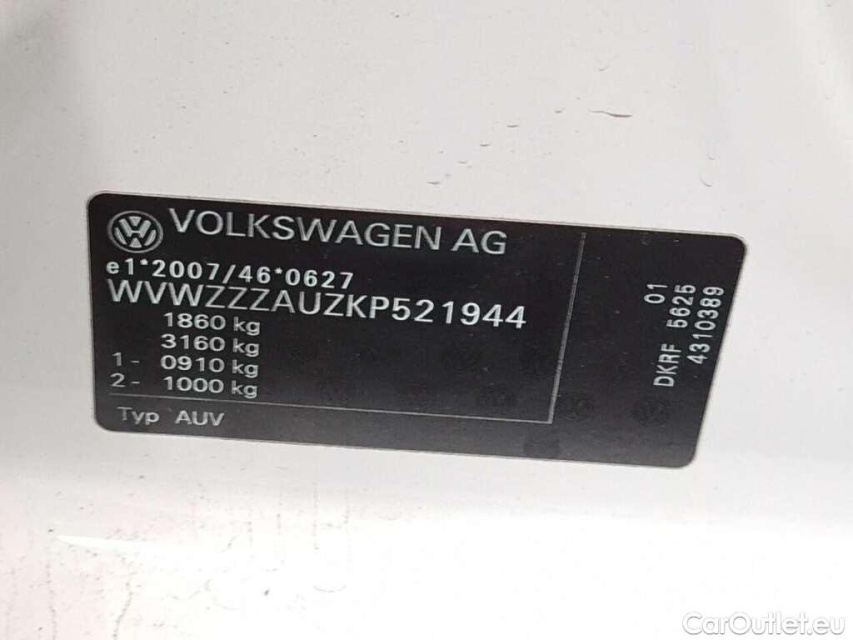 VOLKSWAGEN AG
e1*2007/46*0627
WVWZZZAUZKP521944
1860 kg
3160 kg
1- 0910 kg
2- 1000 kg
Typ AUV
01
DKRF 5625
4310389
CarOutlet.eu